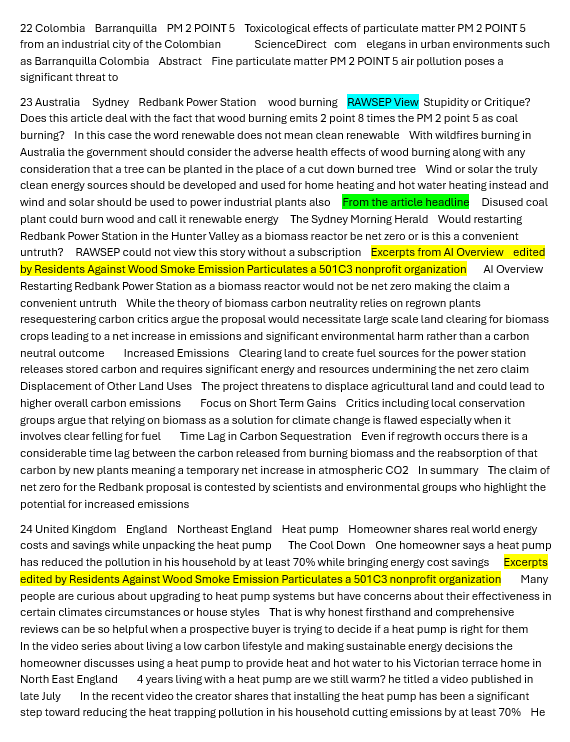 22 Colombia Barranquilla PM 2 POINT 5 Toxicological effects of particulate matter PM 2 POINT 5
from an industrial city of the Colombian ScienceDirect com elegans in urban environments such
as Barranquilla Colombia Abstract Fine particulate matter PM 2 POINT 5 air pollution poses a
significant threat to
23 Australia Sydney Redbank Power Station wood burning RAWSEP View Stupidity or Critique?
Does this article deal with the fact that wood burning emits 2 point 8 times the PM 2 point 5 as coal
burning? In this case the word renewable does not mean clean renewable With wildfires burning in
Australia the government should consider the adverse health effects of wood burning along with any
consideration that a tree can be planted in the place of a cut down burned tree Wind or solar the truly
clean energy sources should be developed and used for home heating and hot water heating instead and
wind and solar should be used to power industrial plants also From the article headline Disused coal
plant could burn wood and call it renewable energy The Sydney Morning Herald Would restarting
Redbank Power Station in the Hunter Valley as a biomass reactor be net zero or is this a convenient
untruth? RAWSEP could not view this story without a subscription Excerpts from AI Overview edited
by Residents Against Wood Smoke Emission Particulates a 501C3 nonprofit organization AI Overview
Restarting Redbank Power Station as a biomass reactor would not be net zero making the claim a
convenient untruth While the theory of biomass carbon neutrality relies on regrown plants
resequestering carbon critics argue the proposal would necessitate large scale land clearing for biomass
crops leading to a net increase in emissions and significant environmental harm rather than a carbon
neutral outcome Increased Emissions Clearing land to create fuel sources for the power station
releases stored carbon and requires significant energy and resources undermining the net zero claim
Displacement of Other Land Uses The project threatens to displace agricultural land and could lead to
higher overall carbon emissions Focus on Short Term Gains Critics including local conservation
groups argue that relying on biomass as a solution for climate change is flawed especially when it
involves clear felling for fuel Time Lag in Carbon Sequestration Even if regrowth occurs there is a
considerable time lag between the carbon released from burning biomass and the reabsorption of that
carbon by new plants meaning a temporary net increase in atmospheric CO2 In summary The claim of
net zero for the Redbank proposal is contested by scientists and environmental groups who highlight the
potential for increased emissions
24 United Kingdom England Northeast England Heat pump Homeowner shares real world energy
costs and savings while unpacking the heat pump The Cool Down One homeowner says a heat pump
has reduced the pollution in his household by at least 70% while bringing energy cost savings Excerpts
edited by Residents Against Wood Smoke Emission Particulates a 501C3 nonprofit organization Many
people are curious about upgrading to heat pump systems but have concerns about their effectiveness in
certain climates circumstances or house styles That is why honest firsthand and comprehensive
reviews can be so helpful when a prospective buyer is trying to decide if a heat pump is right for them
In the video series about living a low carbon lifestyle and making sustainable energy decisions the
homeowner discusses using a heat pump to provide heat and hot water to his Victorian terrace home in
North East England 4 years living with a heat pump are we still warm? he titled a video published in
late July In the recent video the creator shares that installing the heat pump has been a significant
step toward reducing the heat trapping pollution in his household cutting emissions by at least 70% He